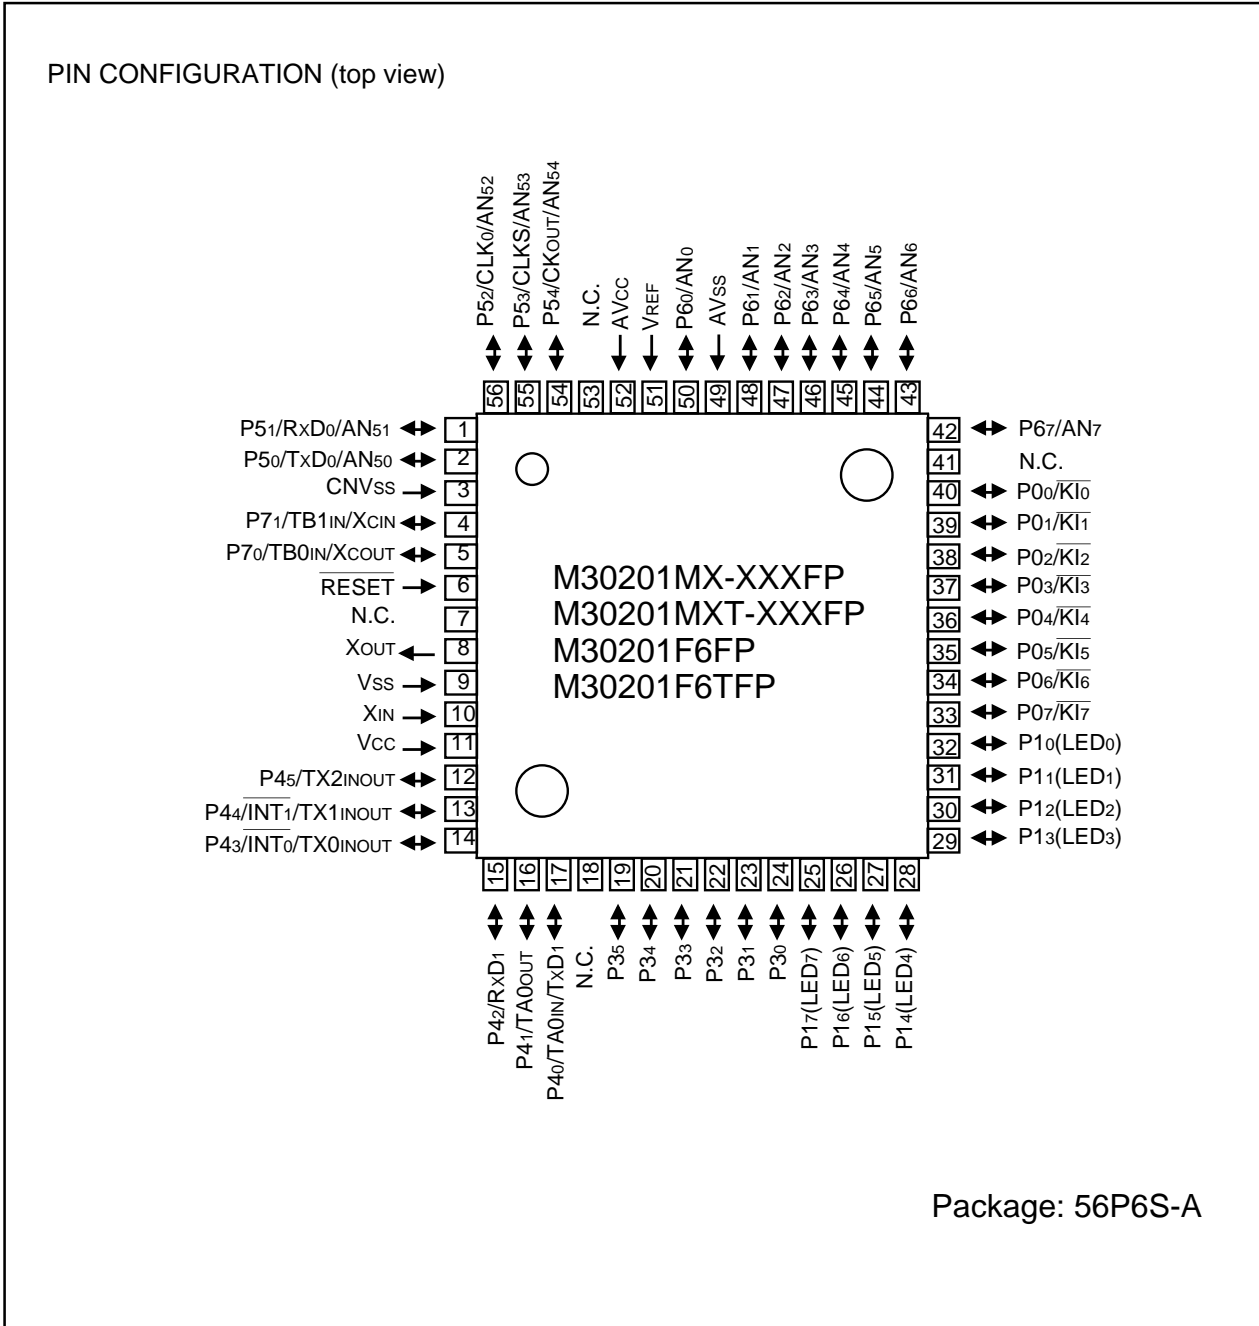 PIN CONFIGURATION (top view)
P52/CLK0/AN52
P53/CLKS/AN53
P54/CKOUT/AN54
N.C.
AVCC
VREF
P60/AN0
AVSS
P61/AN1
P62/AN2
P63/AN3
P64/AN4
P65/AN5
P66/AN6
56 55 54 53 52 51 50 49 48 47 46 45 44 43
P51/RXD0/AN51 1
P50/TXD0/AN50 2
CNVSS 3
P71/TB1IN/XCIN 4
P70/TB0IN/XCOUT 5
RESET 6
N.C. 7
XOUT 8
VSS 9
XIN 10
VCC 11
P45/TX2INOUT 12
P44/INT1/TX1INOUT 13
P43/INT0/TX0INOUT 14
M30201MX-XXXFP
M30201MXT-XXXFP
M30201F6FP
M30201F6TFP
42 P67/AN7
41 N.C.
40 P00/KI0
39 P01/KI1
38 P02/KI2
37 P03/KI3
36 P04/KI4
35 P05/KI5
34 P06/KI6
33 P07/KI7
32 P10(LED0)
31 P11(LED1)
30 P12(LED2)
29 P13(LED3)
15 16 17 18 19 20 21 22 23 24 25 26 27 28
P42/RXD1
P41/TA0OUT
P40/TA0IN/TXD1
N.C.
P35
P34
P33
P32
P31
P30
P17(LED7)
P16(LED6)
P15(LED5)
P14(LED4)
Package: 56P6S-A